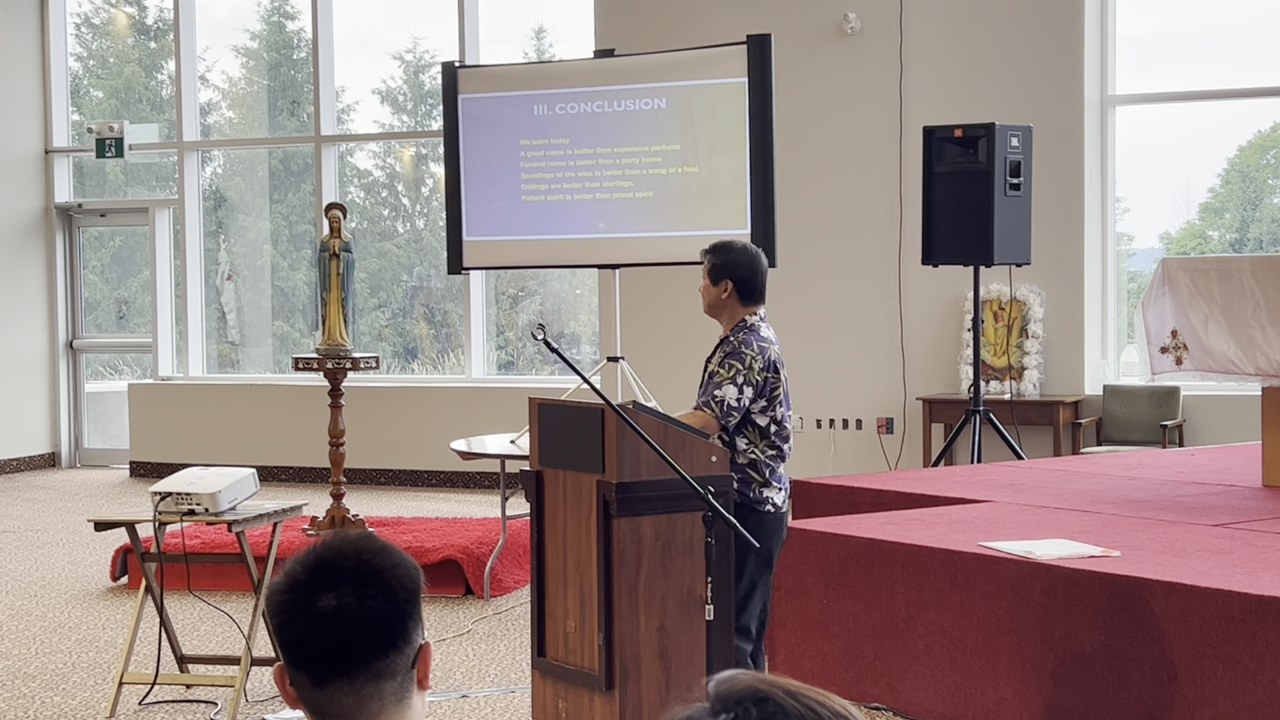 III. CONCLUSION
We learn today
A good name is better than expensive perfume
Funeral home is better than a party home
Scoldings of the wise is better than a song of a fool.
Endings are better than startings.
Patient spirit is better than proud spirit
JBL